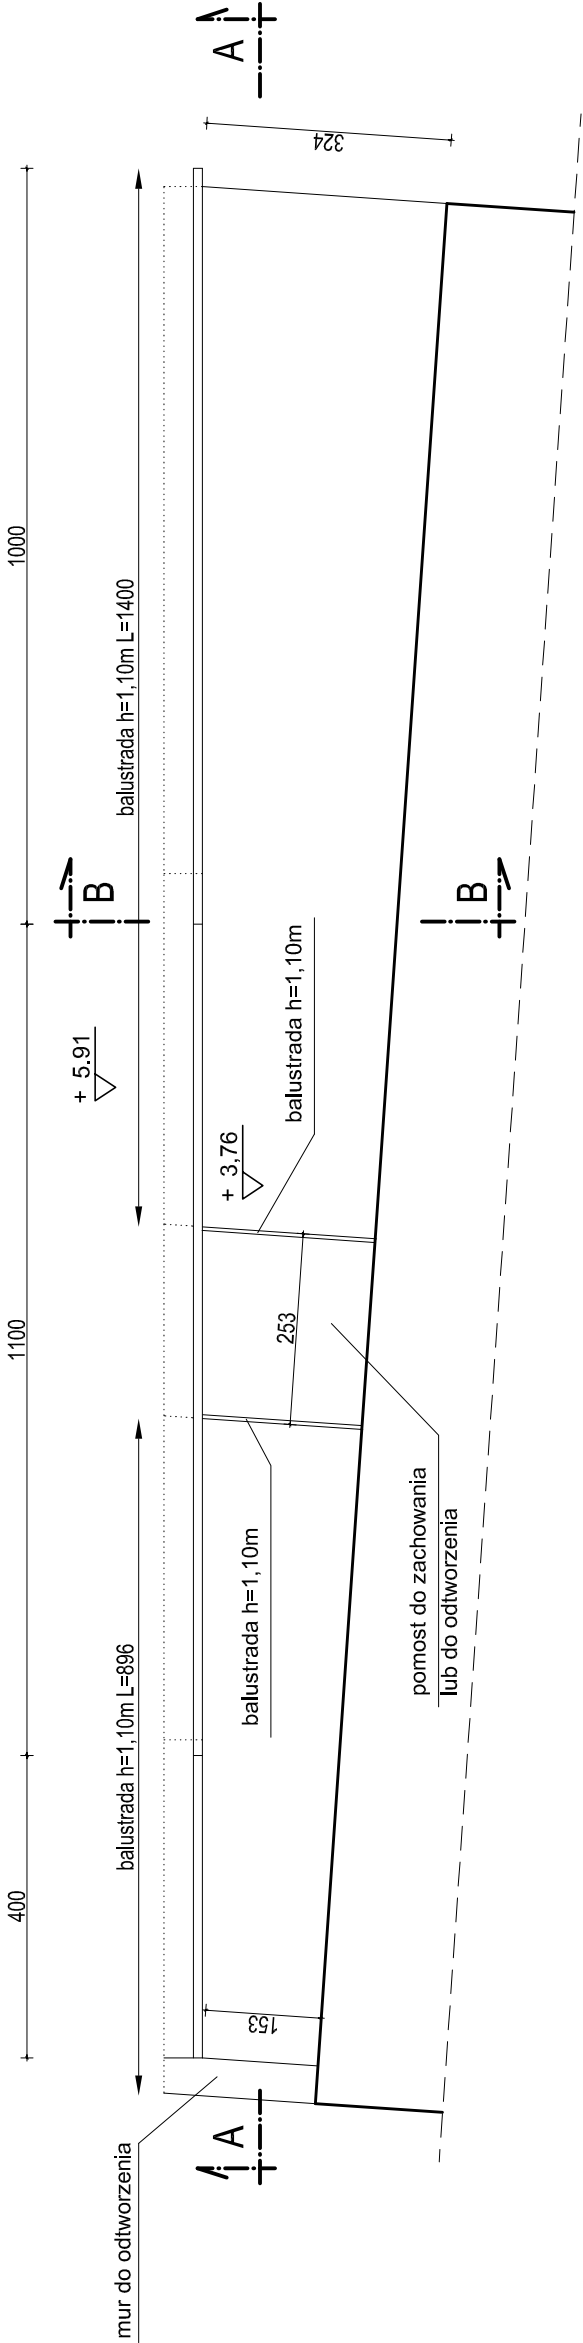 400
1100
1000
mur do odtworzenia
balustrada h=1,10m L=896
balustrada h=1,10m L=1400
+ 5.91
B
A
A
153
balustrada h=1,10m
253
+ 3,76
balustrada h=1,10m
324
pomost do zachowania
lub do odtworzenia
B